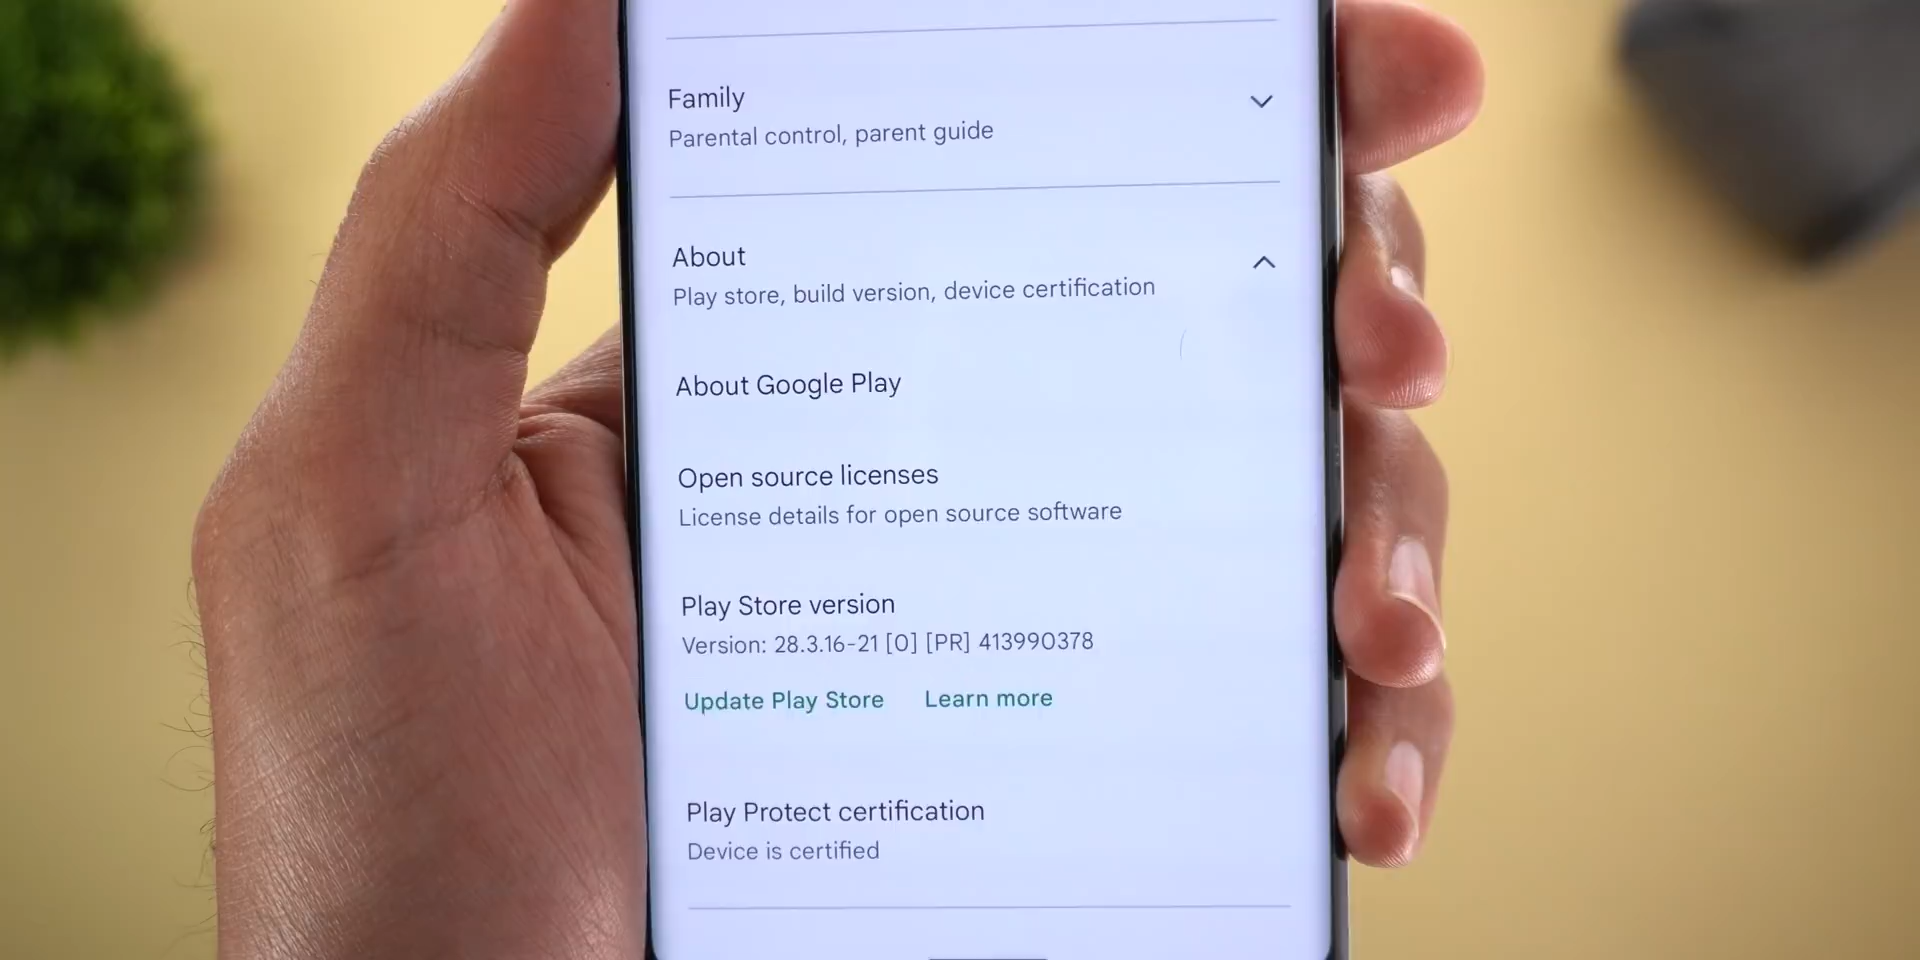 Family
Parental control, parent guide
About
Play store, build version, device certification
About Google Play
Open source licenses
License details for open source software
Play Store version
Version: 28.3.16-21 [0] [PR] 413990378
Update Play Store Learn more
Play Protect certification
Device is certified